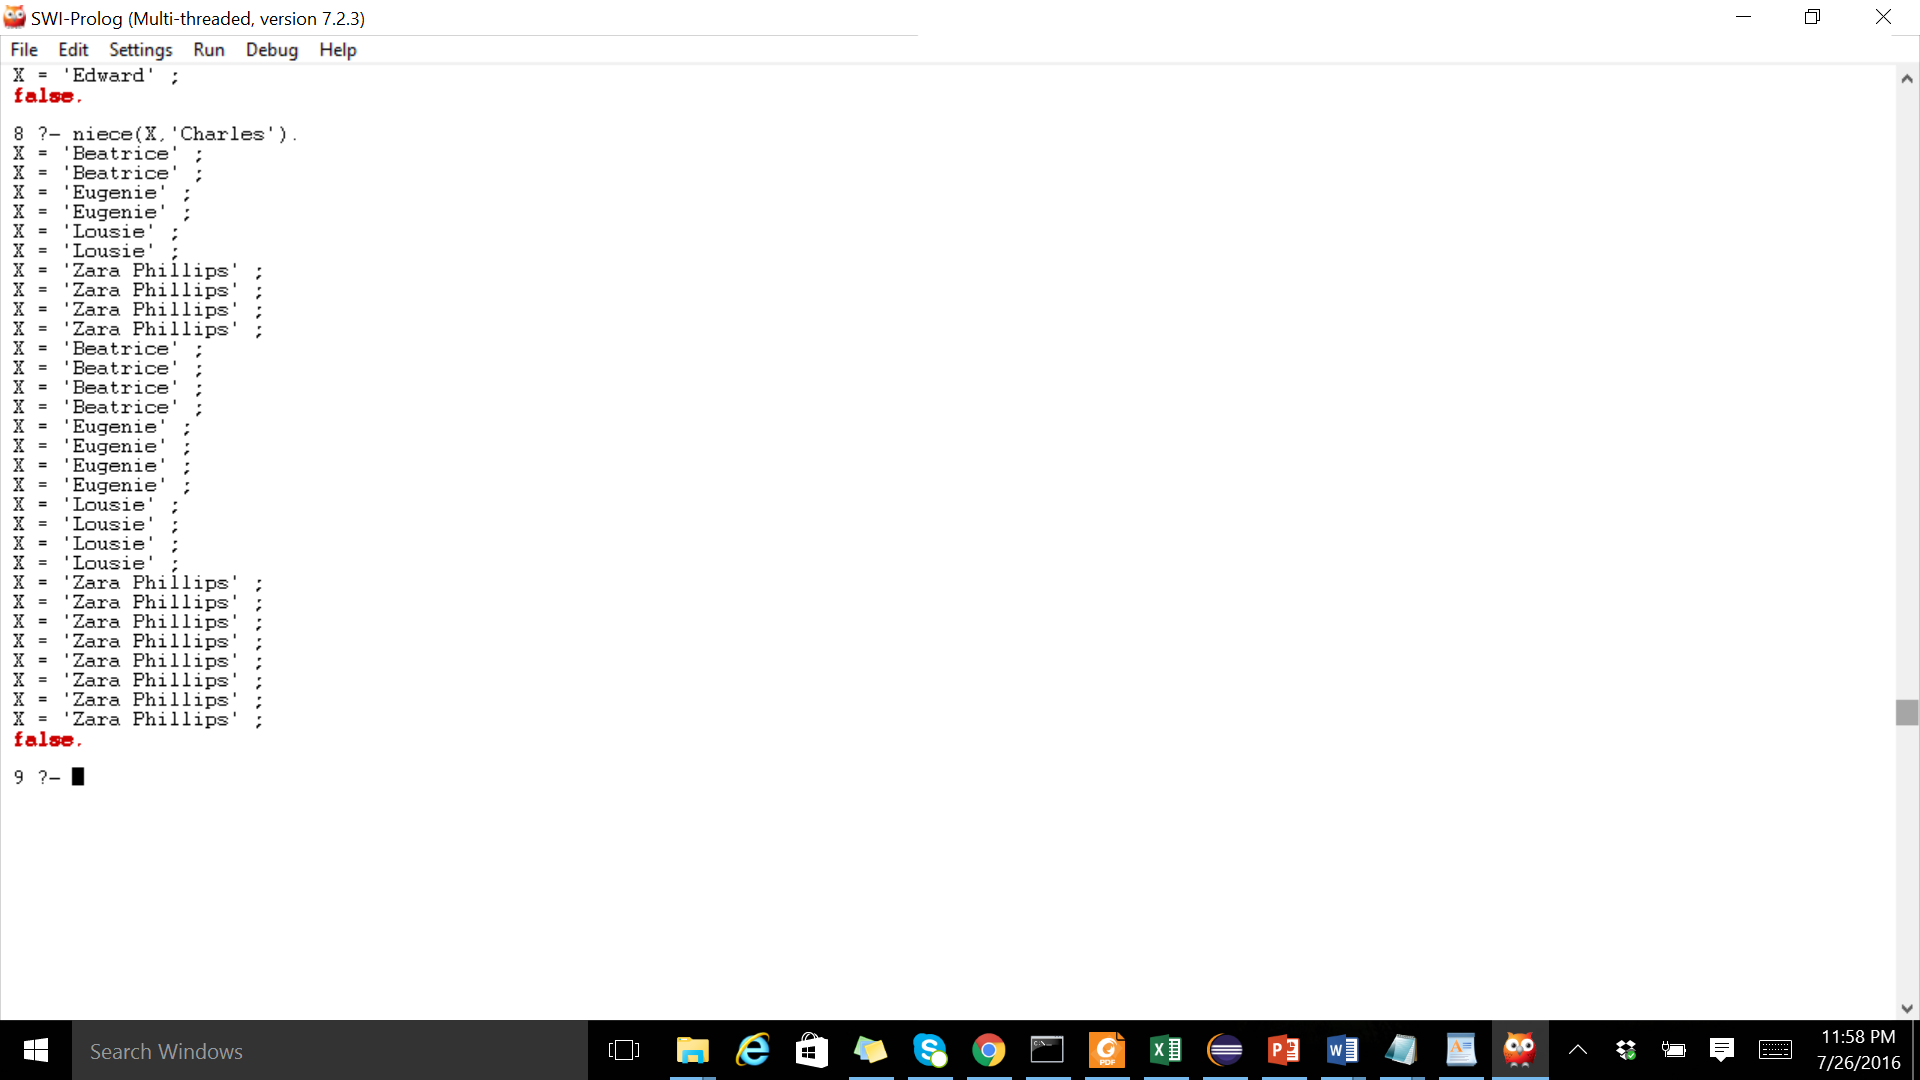 SWI-Prolog (Multi-threaded, version 7.2.3)
File Edit Settings Run Debug Help
X = 'Edward' ;
false.
8 ?- niece(X,'Charles').
X = 'Beatrice' ;
X = 'Beatrice' ;
X = 'Eugenie' ;
X = 'Eugenie' ;
X = 'Lousie' ;
X = 'Lousie' ;
X = 'Zara Phillips' ;
X = 'Zara Phillips' ;
X = 'Zara Phillips' ;
X = 'Zara Phillips' ;
X = 'Beatrice' ;
X = 'Beatrice' ;
X = 'Beatrice' ;
X = 'Beatrice' ;
X = 'Eugenie' ;
X = 'Eugenie' ;
X = 'Eugenie' ;
X = 'Eugenie' ;
X = 'Lousie' ;
X = 'Lousie' ;
X = 'Lousie' ;
X = 'Lousie' ;
X = 'Zara Phillips' ;
X = 'Zara Phillips' ;
X = 'Zara Phillips' ;
X = 'Zara Phillips' ;
X = 'Zara Phillips' ;
X = 'Zara Phillips' ;
X = 'Zara Phillips' ;
X = 'Zara Phillips' ;
false.
9 ?-
Search Windows
PDF
11:58 PM
7/26/2016